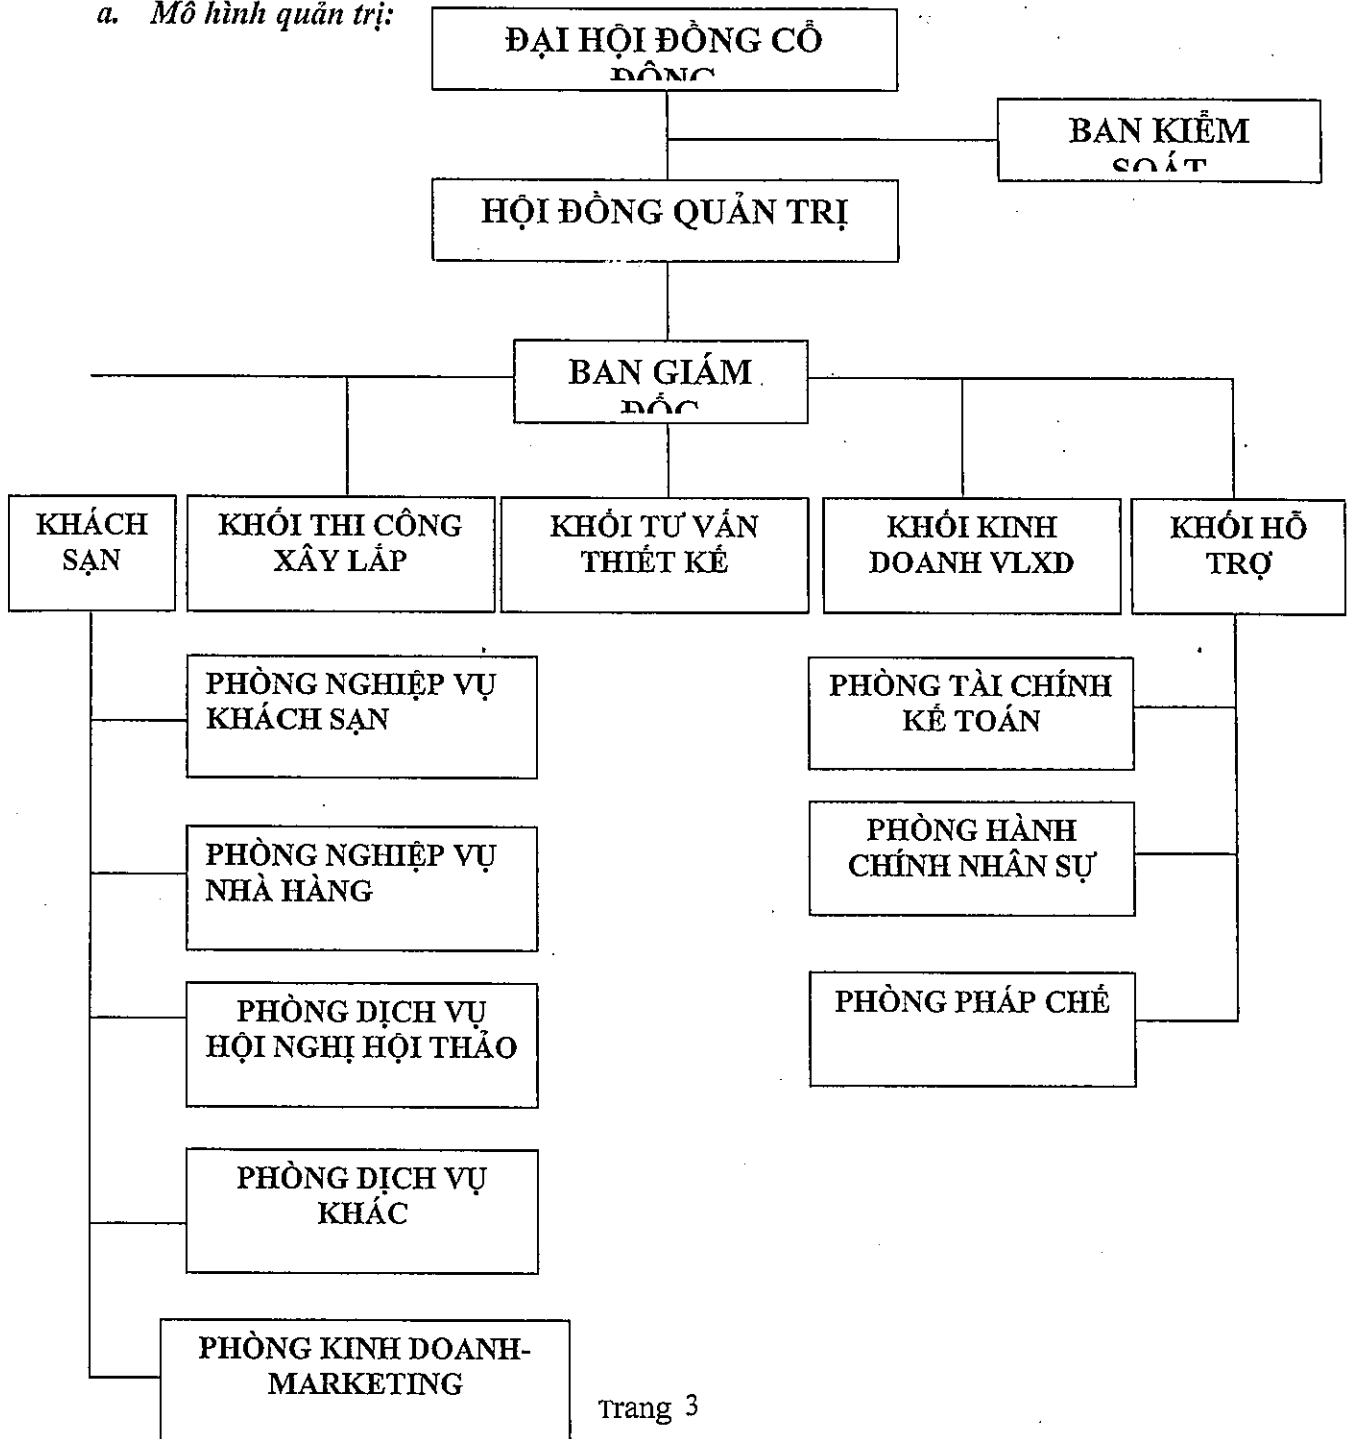 a. Mô hình quản trị:
ĐẠI HỘI ĐỒNG CỔ
ĐÔNG
BAN KIỂM
SOÁT
HỘI ĐỒNG QUẢN TRỊ
BAN GIÁM
ĐỐC
KHÁCH
SẠN
KHỐI THI CÔNG
XÂY LẮP
KHỐI TƯ VẤN
THIẾT KẾ
KHỐI KINH
DOANH VLXD
KHỐI HỖ
TRỢ
PHÒNG NGHIỆP VỤ
KHÁCH SẠN
PHÒNG TÀI CHÍNH
KẾ TOÁN
PHÒNG NGHIỆP VỤ
NHÀ HÀNG
PHÒNG HÀNH
CHÍNH NHÂN SỰ
PHÒNG DỊCH VỤ
HỘI NGHỊ HỘI THẢO
PHÒNG PHÁP CHẾ
PHÒNG DỊCH VỤ
KHÁC
PHÒNG KINH DOANH-
MARKETING
Trang 3